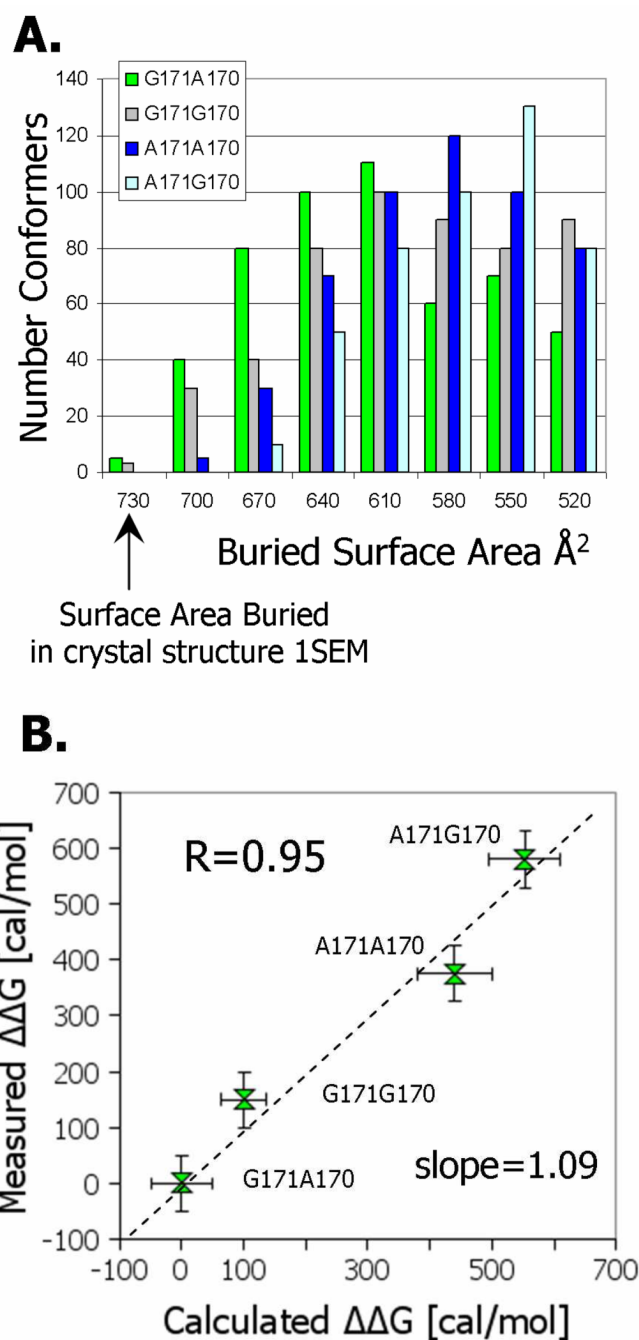 A.
G171A170
G171G170
A171A170
A171G170
140
120
100
80
60
40
20
0
Number Conformers
730 700 670 640 610 580 550 520
Buried Surface Area Å²
Surface Area Buried
in crystal structure 1SEM
B.
700
600
500
400
300
200
100
0
-100
Measured ΔΔG [cal/mol]
R=0.95
A171G170
A171A170
G171G170
G171A170
slope=1.09
-100 0 100 300 500 700
Calculated ΔΔG [cal/mol]